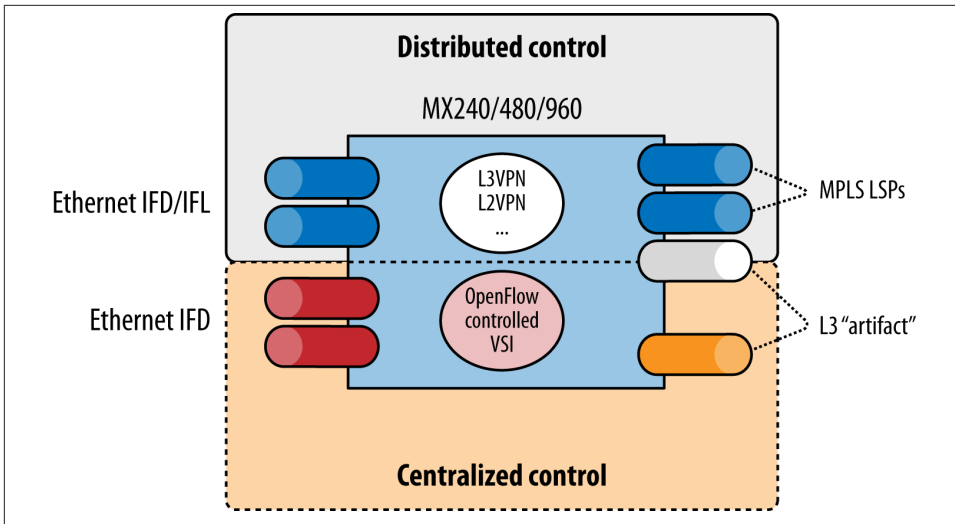 Distributed control
MX240/480/960
Ethernet IFD/IFL
L3VPN
L2VPN
...
MPLS LSPs
Ethernet IFD
OpenFlow
controlled
VSI
L3 “artifact”
Centralized control